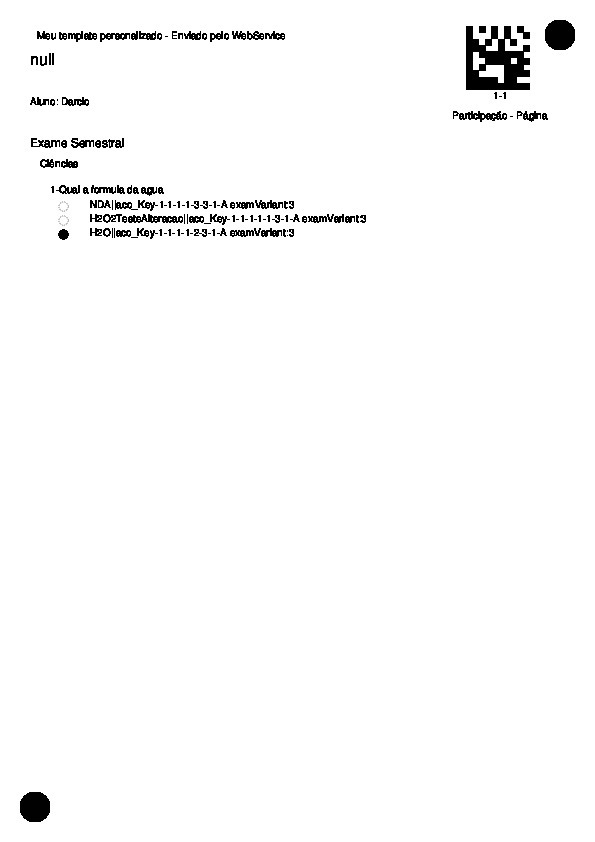 Meu template personalizado - Enviado pelo WebService
null
1-1
Aluno: Darcio
Participação - Página
Exame Semestral
Ciências
1-Qual a formula da agua
NDA||aco_Key-1-1-1-1-3-3-1-A examVariant:3
H2O2TesteAlteracao||aco_Key-1-1-1-1-1-3-1-A examVariant:3
H2O||aco_Key-1-1-1-1-2-3-1-A examVariant:3